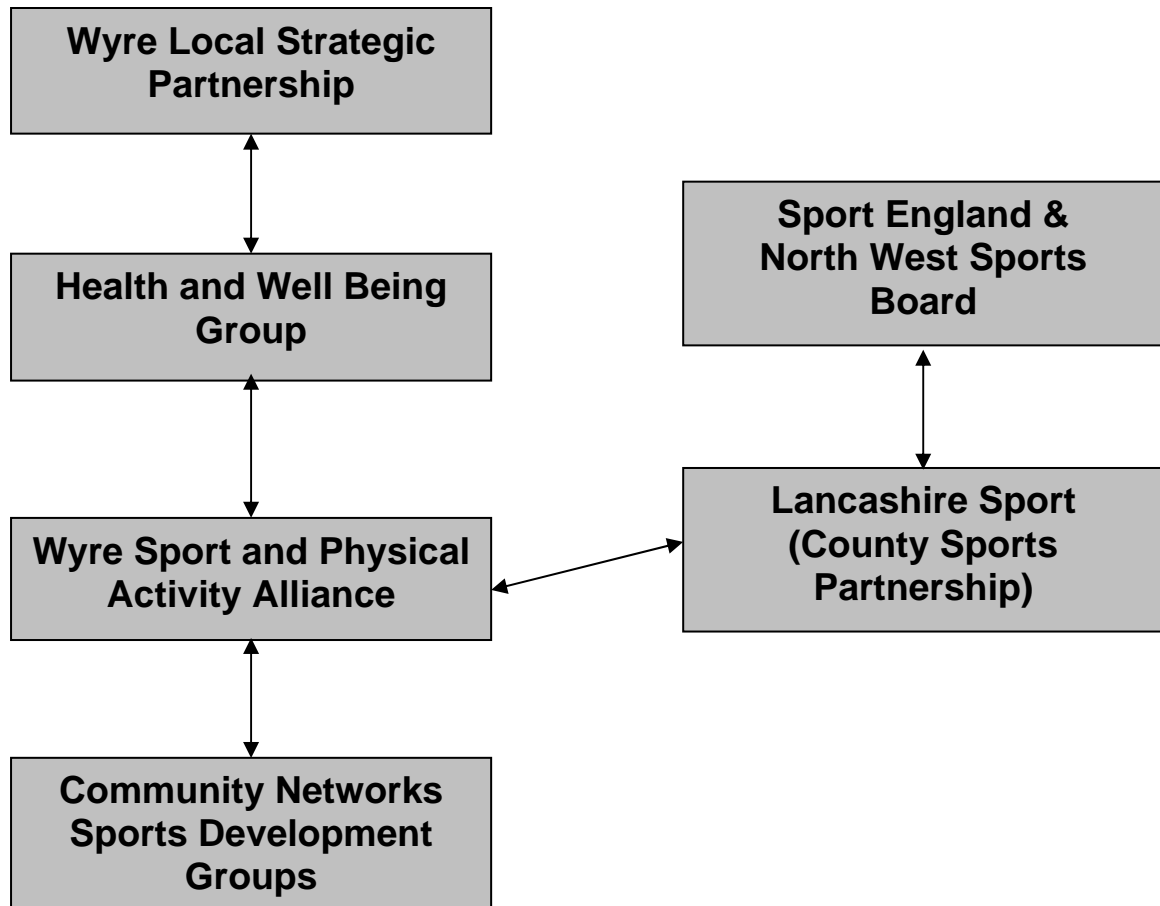 Wyre Local Strategic
Partnership
Health and Well Being
Group
Sport England &
North West Sports
Board
Wyre Sport and Physical
Activity Alliance
Lancashire Sport
(County Sports
Partnership)
Community Networks
Sports Development
Groups